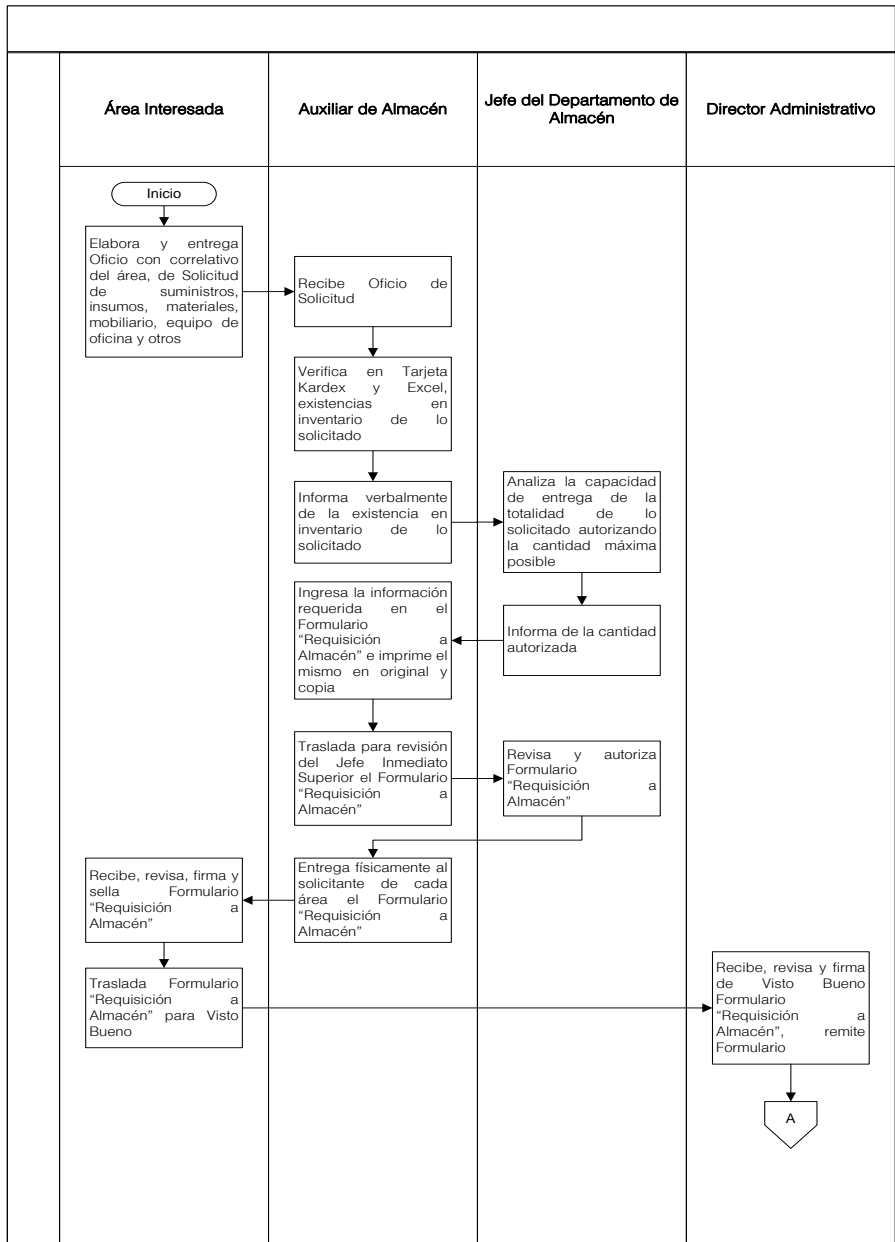 Área Interesada
Auxiliar de Almacén
Jefe del Departamento de
Almacén
Director Administrativo
Inicio
Elabora y entrega
Oficio con correlativo
del área, de Solicitud
de suministros,
insumos, materiales,
mobiliario, equipo de
oficina y otros
Recibe Oficio de
Solicitud
Verifica en Tarjeta
Kardex y Excel,
existencias en
inventario de lo
solicitado
Informa verbalmente
de la existencia en
inventario de lo
solicitado
Analiza la capacidad
de entrega de la
totalidad de lo
solicitado autorizando
la cantidad máxima
posible
Informa de la cantidad
autorizada
Ingresa la información
requerida en el
Formulario
“Requisición a
Almacén” e imprime el
mismo en original y
copia
Traslada para revisión
del Jefe Inmediato
Superior el Formulario
“Requisición a
Almacén”
Revisa y autoriza
Formulario
“Requisición a
Almacén”
Entrega físicamente al
solicitante de cada
área el Formulario
“Requisición a
Almacén”
Recibe, revisa, firma y
sella Formulario
“Requisición a
Almacén”
Traslada Formulario
“Requisición a
Almacén” para Visto
Bueno
Recibe, revisa y firma
de Visto Bueno
Formulario
“Requisición a
Almacén”, remite
Formulario
A